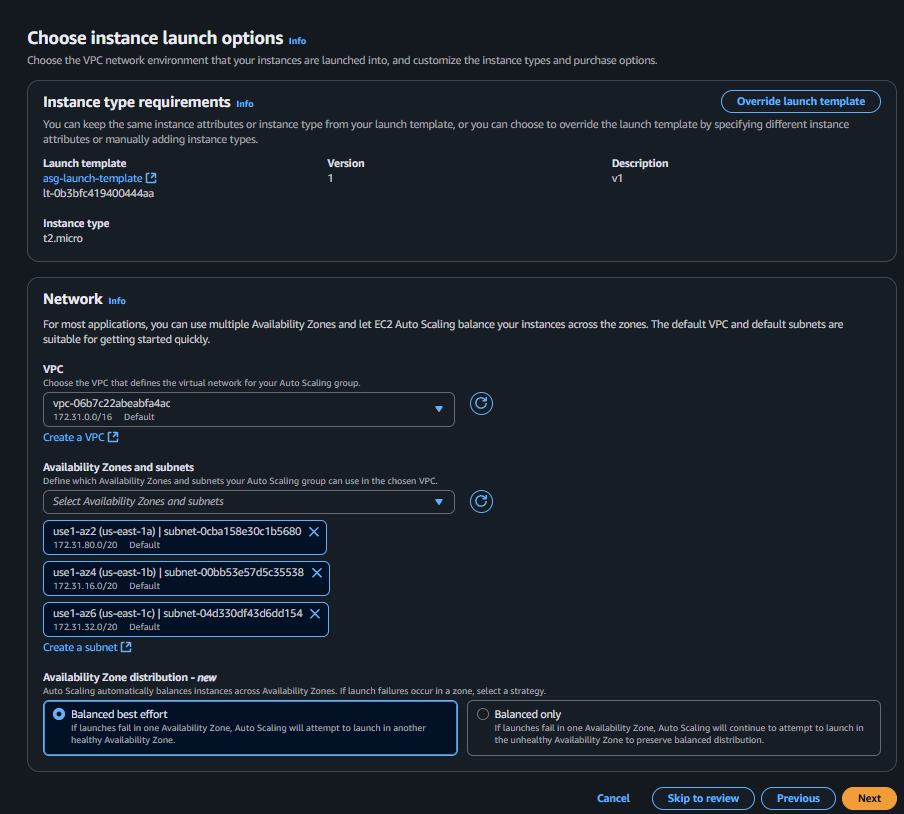 Choose instance launch options Info
Choose the VPC network environment that your instances are launched into, and customize the instance types and purchase options.
Instance type requirements Info
Override launch template
You can keep the same instance attributes or instance type from your launch template, or you can choose to override the launch template by specifying different instance
attributes or manually adding instance types.
Launch template
Version
Description
asg-launch-template
1
v1
lt-0b3bfc419400444aa
Instance type
t2.micro
Network Info
For most applications, you can use multiple Availability Zones and let EC2 Auto Scaling balance your instances across the zones. The default VPC and default subnets are
suitable for getting started quickly.
VPC
Choose the VPC that defines the virtual network for your Auto Scaling group.
vpc-06b7c22abeabfa4ac
172.31.0.0/16 Default
Create a VPC
Availability Zones and subnets
Define which Availability Zones and subnets your Auto Scaling group can use in the chosen VPC.
Select Availability Zones and subnets
use1-az2 (us-east-1a) | subnet-0cba158e30c1b5680
172.31.80.0/20 Default
use1-az4 (us-east-1b) | subnet-00bb53e57d5c35538
172.31.16.0/20 Default
use1-az6 (us-east-1c) | subnet-04d330df43d6dd154
172.31.32.0/20 Default
Create a subnet
Availability Zone distribution - new
Auto Scaling automatically balances instances across Availability Zones. If launch failures occur in a zone, select a strategy.
Balanced best effort
If launches fail in one Availability Zone, Auto Scaling will attempt to launch in another
healthy Availability Zone.
Balanced only
If launches fail in one Availability Zone, Auto Scaling will continue to attempt to launch in
the unhealthy Availability Zone to preserve balanced distribution.
Cancel
Skip to review
Previous
Next